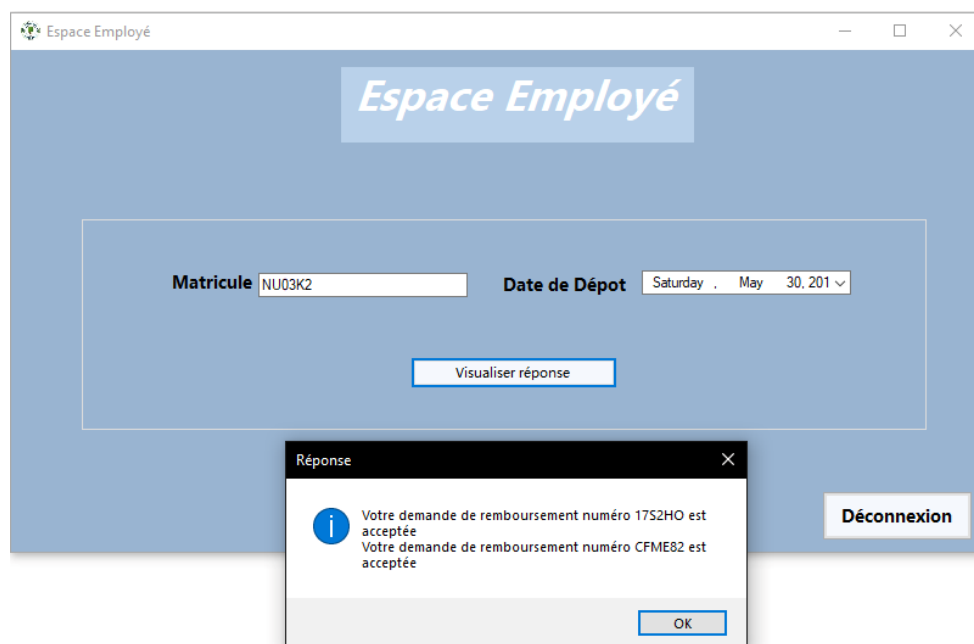 Espace Employé
Espace Employé
Matricule NU03K2 Date de Dépot Saturday , May 30, 201
Visualiser réponse
Réponse
Votre demande de remboursement numéro 17S2HO est
acceptée
Votre demande de remboursement numéro CFME82 est
acceptée
Déconnexion
OK